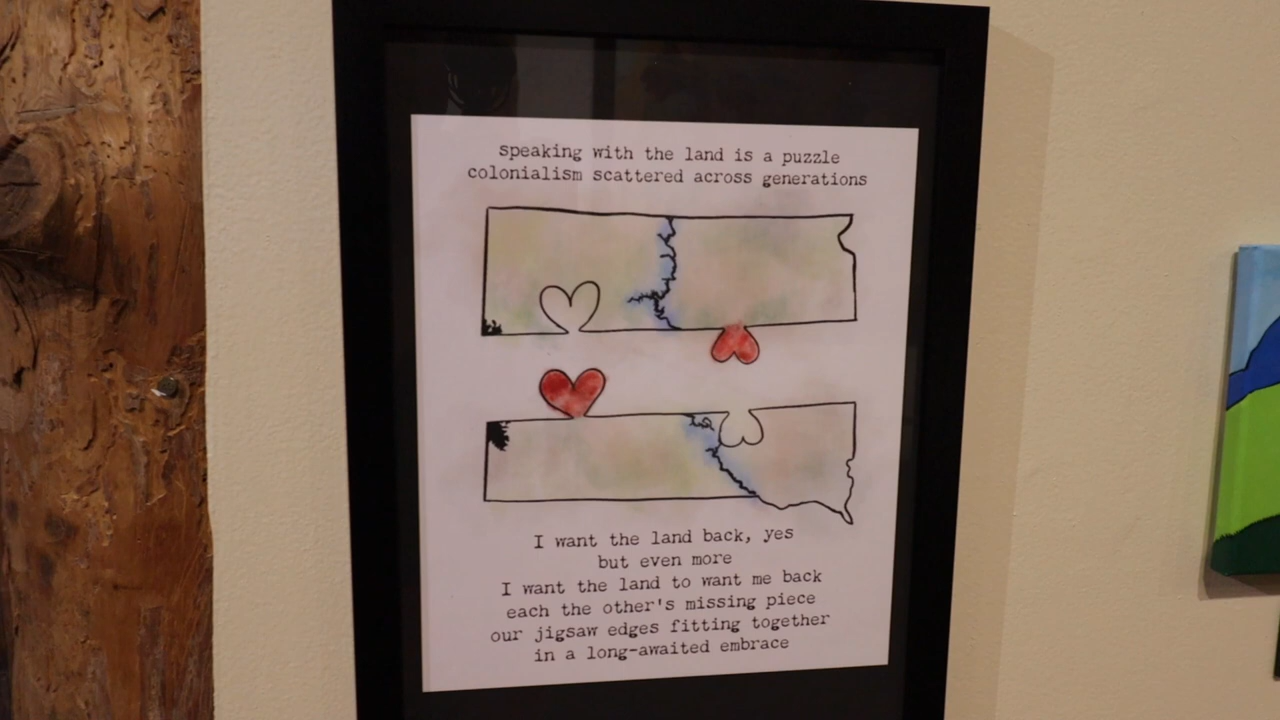 speaking with the land is a puzzle
colonialism scattered across generations
I want the land back, yes
but even more
I want the land to want me back
each the other's missing piece
our jigsaw edges fitting together
in a long-awaited embrace